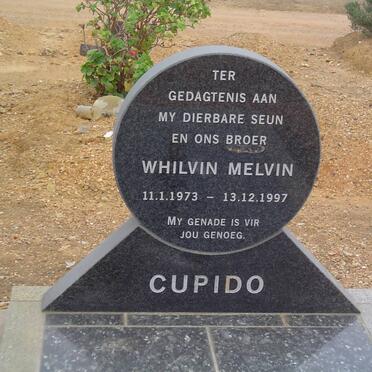 TER
GEDAGTENIS AAN
MY DIERBARE SEUN
EN ONS BROER
WHILVIN MELVIN
11.1.1973 – 13.12.1997
MY GENADE IS VIR
JOU GENOEG.
CUPIDO